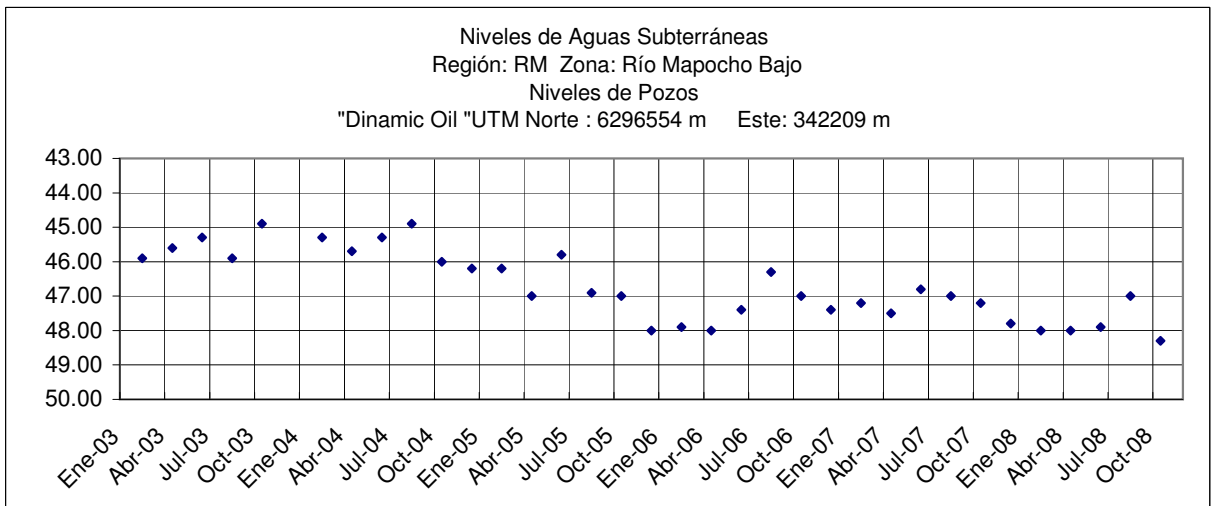 Niveles de Aguas Subterráneas
Región: RM  Zona: Río Mapocho Bajo
Niveles de Pozos
"Dinamic Oil "UTM Norte : 6296554 m     Este: 342209 m
43.00
44.00
45.00
46.00
47.00
48.00
49.00
50.00
Ene-03
Abr-03
Jul-03
Oct-03
Ene-04
Abr-04
Jul-04
Oct-04
Ene-05
Abr-05
Jul-05
Oct-05
Ene-06
Abr-06
Jul-06
Oct-06
Ene-07
Abr-07
Jul-07
Oct-07
Ene-08
Abr-08
Jul-08
Oct-08